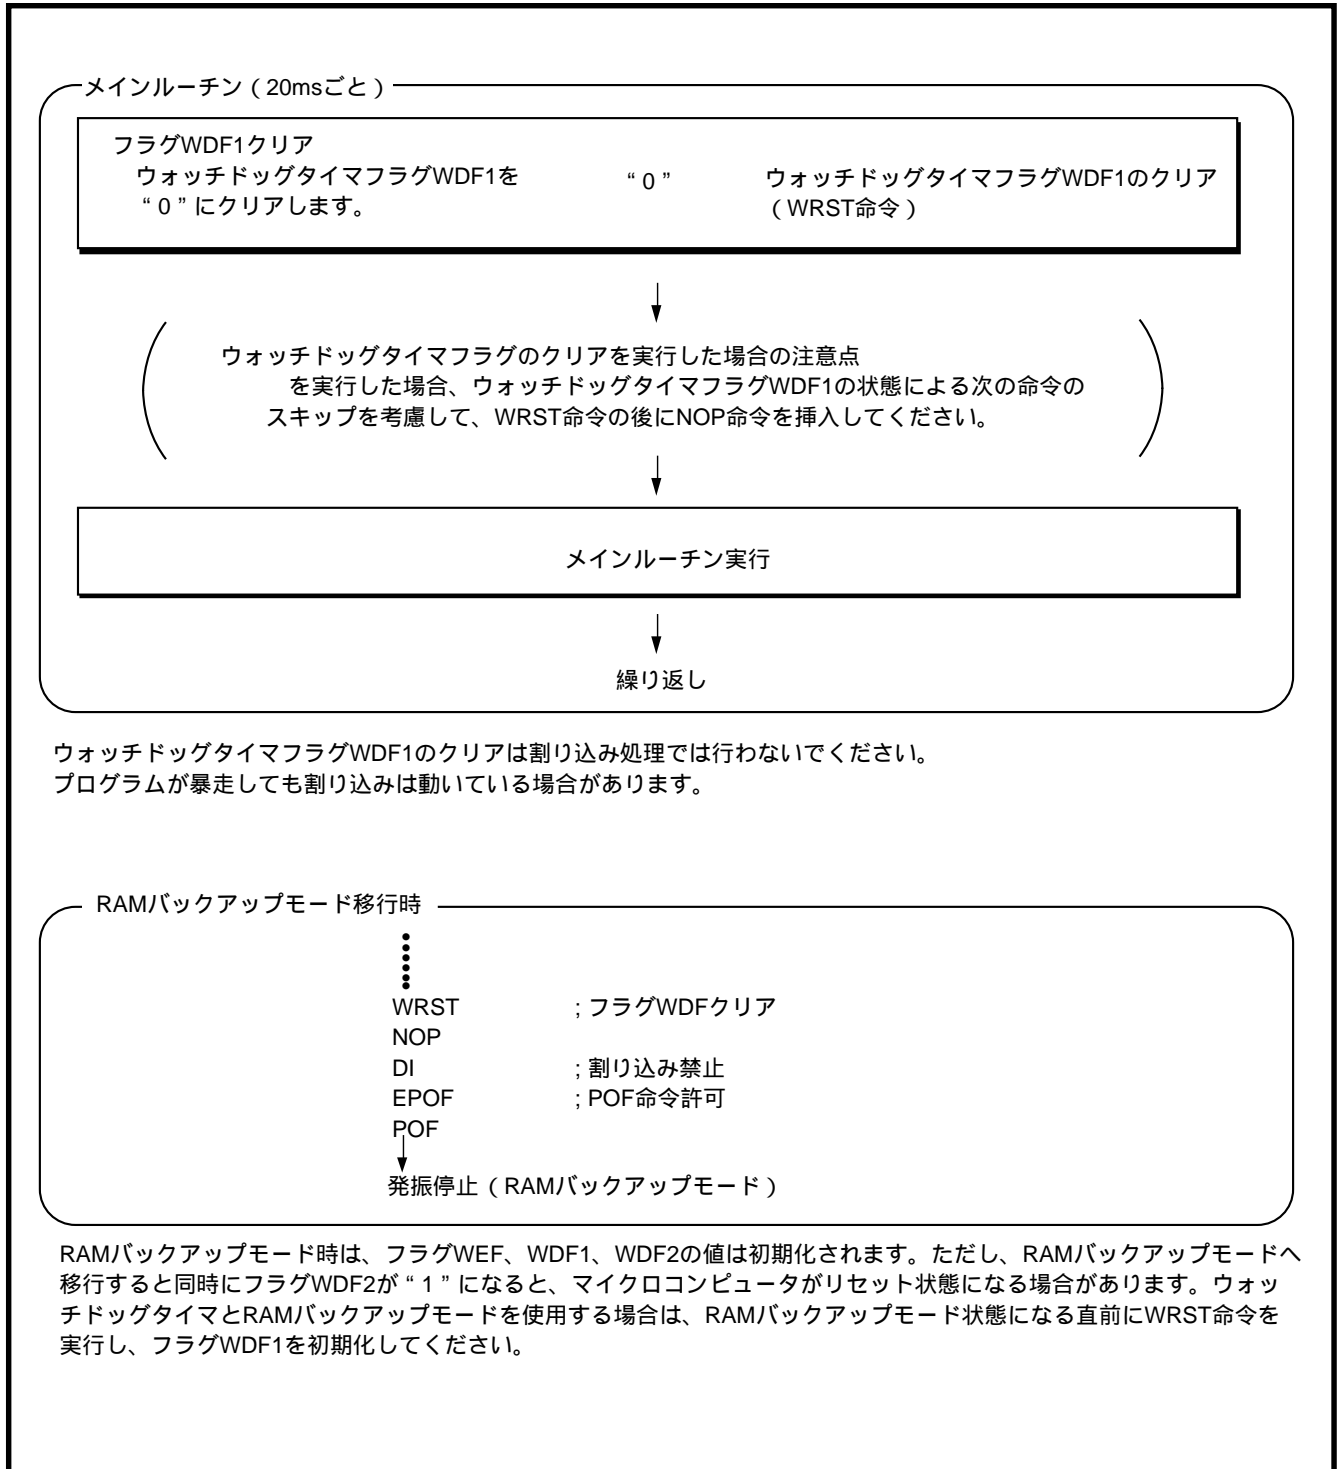 メインルーチン（20msごと）
フラグWDF1クリア
ウォッチドッグタイマフラグWDF1を “0” ウォッチドッグタイマフラグWDF1のクリア
“0”にクリアします。 （WRST命令）
ウォッチドッグタイマフラグのクリアを実行した場合の注意点
を実行した場合、ウォッチドッグタイマフラグWDF1の状態による次の命令の
スキップを考慮して、WRST命令の後にNOP命令を挿入してください。
メインルーチン実行
繰り返し
ウォッチドッグタイマフラグWDF1のクリアは割り込み処理では行わないでください。
プログラムが暴走しても割り込みは動いている場合があります。
RAMバックアップモード移行時
WRST ; フラグWDFクリア
NOP
DI ; 割り込み禁止
EPOF ; POF命令許可
POF
発振停止（RAMバックアップモード）
RAMバックアップモード時は、フラグWEF、WDF1、WDF2の値は初期化されます。ただし、RAMバックアップモードへ
移行すると同時にフラグWDF2が“1”になると、マイクロコンピュータがリセット状態になる場合があります。ウォッ
チドッグタイマとRAMバックアップモードを使用する場合は、RAMバックアップモード状態になる直前にWRST命令を
実行し、フラグWDF1を初期化してください。